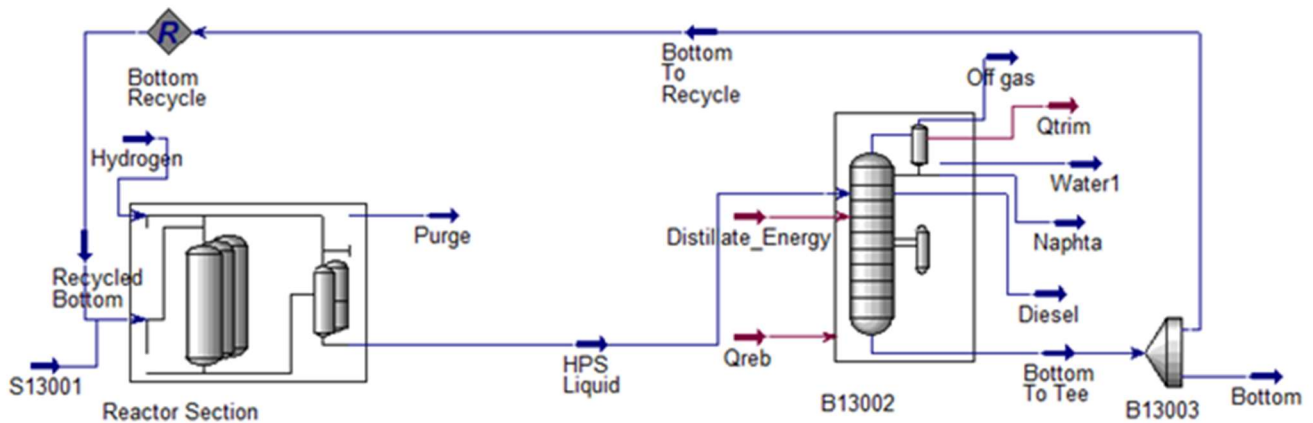 R
Bottom
Recycle
Bottom
To
Recycle
Off gas
Qtrim
Hydrogen
Water1
Purge
Distillate_Energy
Naphta
Recycled
Bottom
Diesel
S13001
HPS
Liquid
Qreb
Bottom
To Tee
Bottom
Reactor Section
B13002
B13003